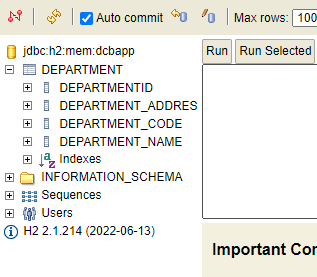 Auto commit
Max rows: 100
jdbc:h2:mem:dcbapp
Run
Run Selected
DEPARTMENT
DEPARTMENTID
DEPARTMENT_ADDRES
DEPARTMENT_CODE
DEPARTMENT_NAME
Indexes
INFORMATION_SCHEMA
Sequences
Users
H2 2.1.214 (2022-06-13)
Important Con